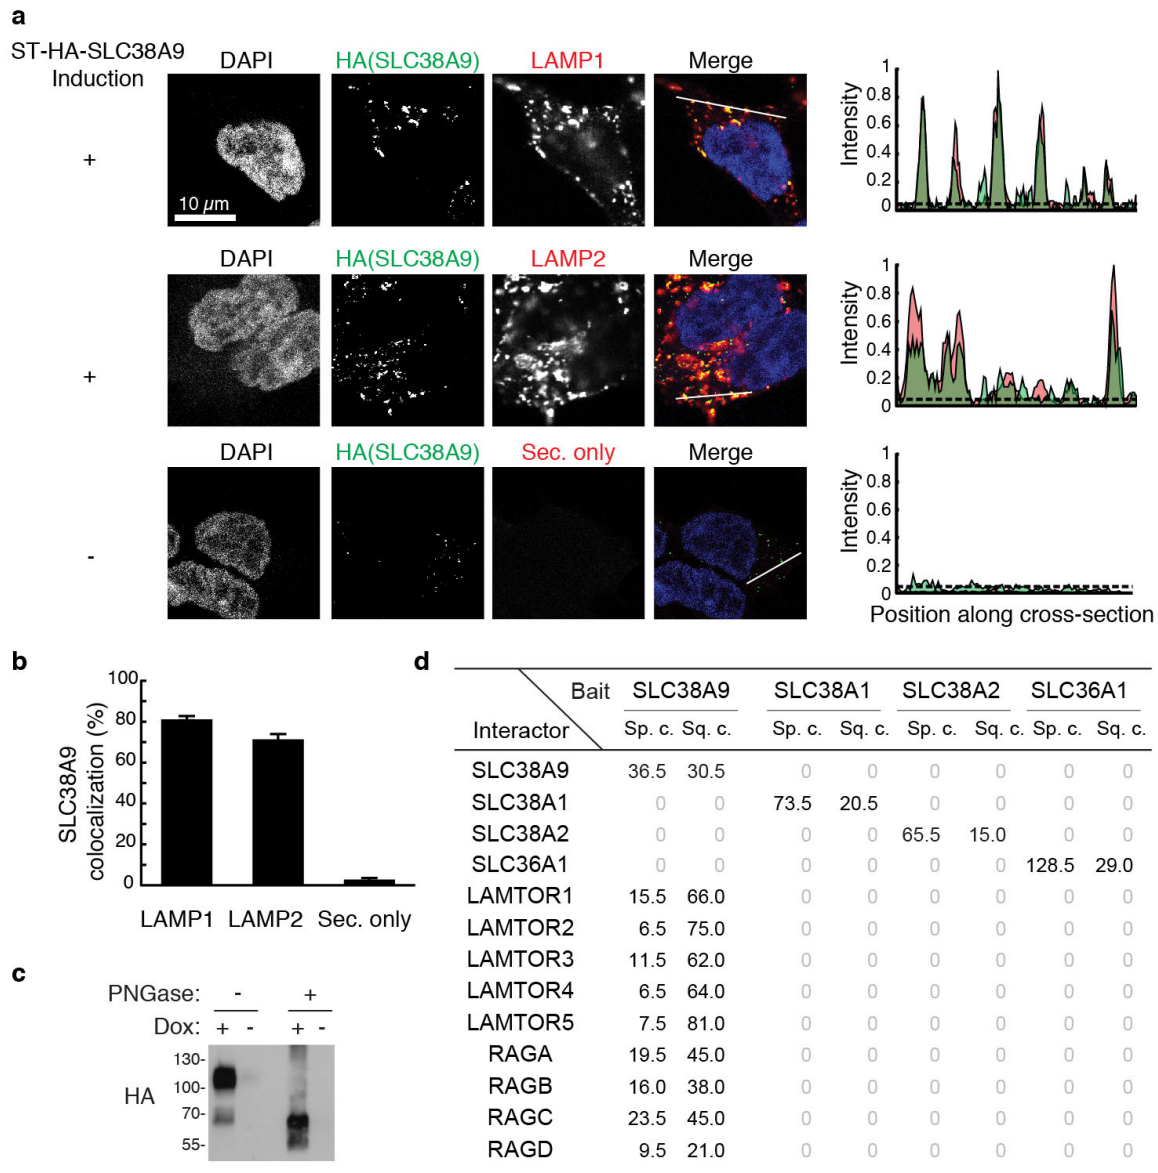 a
ST-HA-SLC38A9
Induction
DAPI HA(SLC38A9) LAMP1 Merge
+
10 µm
Intensity
1
0.8
0.6
0.4
0.2
0
DAPI HA(SLC38A9) LAMP2 Merge
+
Intensity
1
0.8
0.6
0.4
0.2
0
DAPI HA(SLC38A9) Sec. only Merge
-
Intensity
1
0.8
0.6
0.4
0.2
0
Position along cross-section
b
SLC38A9
colocalization (%)
100
80
60
40
20
0
LAMP1 LAMP2 Sec. only
c
PNGase: - +
Dox: + - + -
HA
130-
100-
70-
55-
d
Bait SLC38A9 SLC38A1 SLC38A2 SLC36A1
Interactor Sp. c. Sq. c. Sp. c. Sq. c. Sp. c. Sq. c. Sp. c. Sq. c.
SLC38A9 36.5 30.5 0 0 0 0 0 0
SLC38A1 0 0 73.5 20.5 0 0 0 0
SLC38A2 0 0 0 0 65.5 15.0 0 0
SLC36A1 0 0 0 0 0 0 128.5 29.0
LAMTOR1 15.5 66.0 0 0 0 0 0 0
LAMTOR2 6.5 75.0 0 0 0 0 0 0
LAMTOR3 11.5 62.0 0 0 0 0 0 0
LAMTOR4 6.5 64.0 0 0 0 0 0 0
LAMTOR5 7.5 81.0 0 0 0 0 0 0
RAGA 19.5 45.0 0 0 0 0 0 0
RAGB 16.0 38.0 0 0 0 0 0 0
RAGC 23.5 45.0 0 0 0 0 0 0
RAGD 9.5 21.0 0 0 0 0 0 0